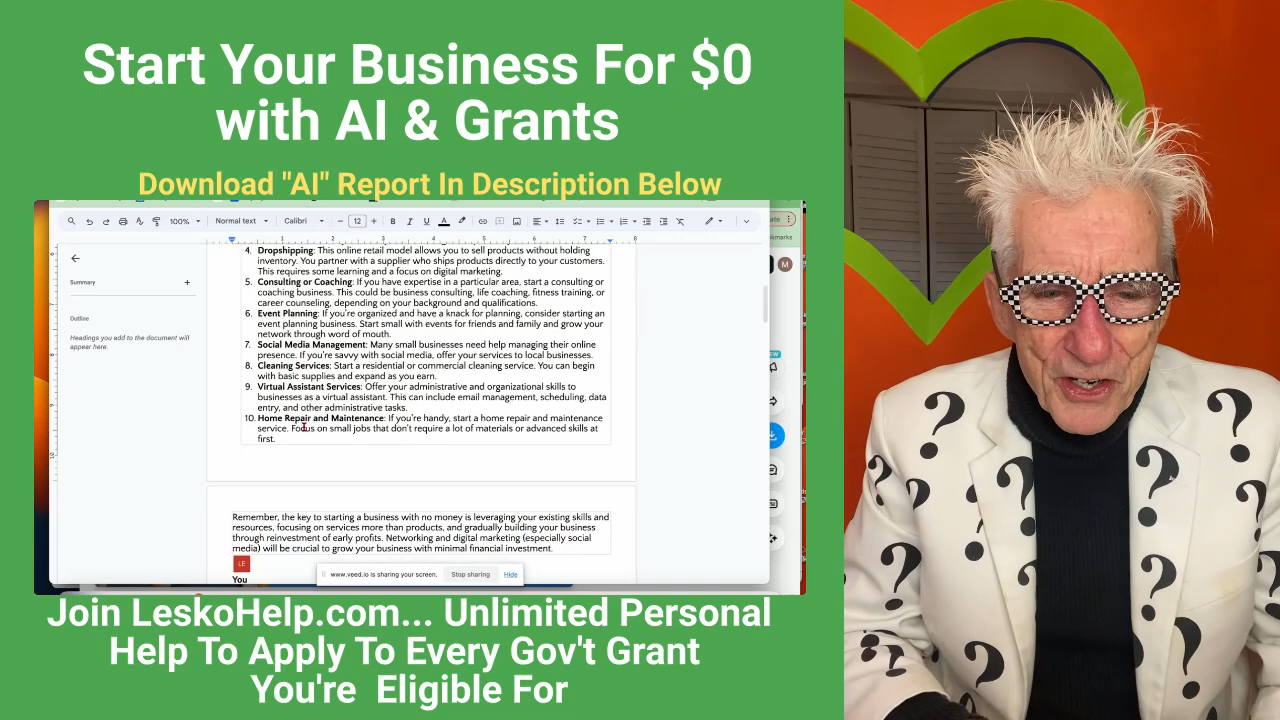 Start Your Business For $0
with AI & Grants
Download "AI" Report In Description Below
100%
Normal text
Calibri
12
B
I
U
A
1
2
3
4
5
6
7
8
4. Dropshipping: This online retail model allows you to sell products without holding
inventory. You partner with a supplier who ships products directly to your customers.
This requires some learning and a focus on digital marketing.
5. Consulting or Coaching: If you have expertise in a particular area, start a consulting or
coaching business. This could be business consulting, life coaching, fitness training, or
career counseling, depending on your background and qualifications.
6. Event Planning: If you're organized and have a knack for planning, consider starting an
event planning business. Start small with events for friends and family and grow your
network through word of mouth.
7. Social Media Management: Many small businesses need help managing their online
presence. If you're savvy with social media, offer your services to local businesses.
8. Cleaning Services: Start a residential or commercial cleaning service. You can begin
with basic supplies and expand as you earn.
9. Virtual Assistant Services: Offer your administrative and organizational skills to
businesses as a virtual assistant. This can include email management, scheduling, data
entry, and other administrative tasks.
10. Home Repair and Maintenance: If you're handy, start a home repair and maintenance
service. Focus on small jobs that don't require a lot of materials or advanced skills at
first.
Summary
Outline
Headings you add to the document will
appear here.
M
Remember, the key to starting a business with no money is leveraging your existing skills and
resources, focusing on services more than products, and gradually building your business
through reinvestment of early profits. Networking and digital marketing (especially social
media) will be crucial to grow your business with minimal financial investment.
LE
You
www.veed.io is sharing your screen.
Stop sharing
Hide
Join LeskoHelp.com... Unlimited Personal
Help To Apply To Every Gov't Grant
You're Eligible For